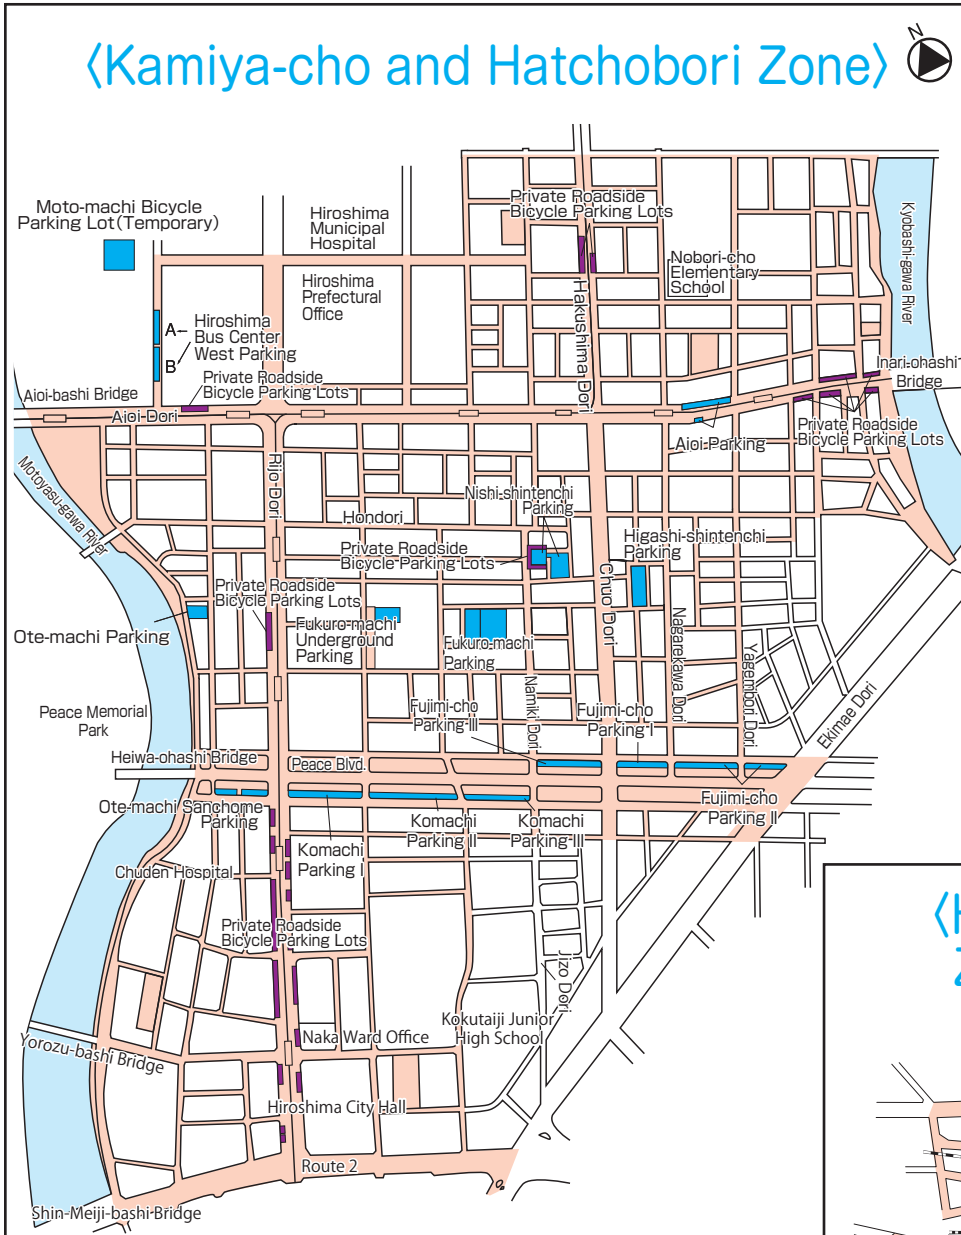 〈Kamiya-cho and Hatchobori Zone〉
N
Moto-machi Bicycle
Parking Lot(Temporary)
Hiroshima
Municipal
Hospital
Private Roadside
Bicycle Parking Lots
Kyobashi-gawa River
Nobori-cho
Elementary
School
Hiroshima
Prefectural
Office
Hakushima Dori
A
Hiroshima
Bus Center
West Parking
B
Inari-ohashi
Bridge
Private Roadside
Bicycle Parking Lots
Aioi-bashi Bridge
Aioi Dori
Private Roadside
Bicycle Parking Lots
Aioi Parking
Motoyasu-gawa River
Rijo Dori
Nishi-shintenchi
Parking
Hondori
Higashi-shintenchi
Parking
Private Roadside
Bicycle Parking Lots
Chuo Dori
Private Roadside
Bicycle Parking Lots
Ote-machi Parking
Fukuro-machi
Underground
Parking
Fukuro-machi
Parking
Nagarekawa Dori
Yagembori Dori
Namiki Dori
Ekimae Dori
Peace Memorial
Park
Fujimi-cho
Parking III
Fujimi-cho
Parking I
Heiwa-ohashi Bridge
Peace Blvd.
Ote-machi Sanchome
Parking
Fujimi-cho
Parking II
Komachi
Parking I
Komachi
Parking II
Komachi
Parking III
Chuden Hospital
Private Roadside
Bicycle Parking Lots
Jizo Dori
Kokutaiji Junior
High School
Naka Ward Office
Yorozu-bashi Bridge
Hiroshima City Hall
Route 2
Shin-Meiji-bashi Bridge